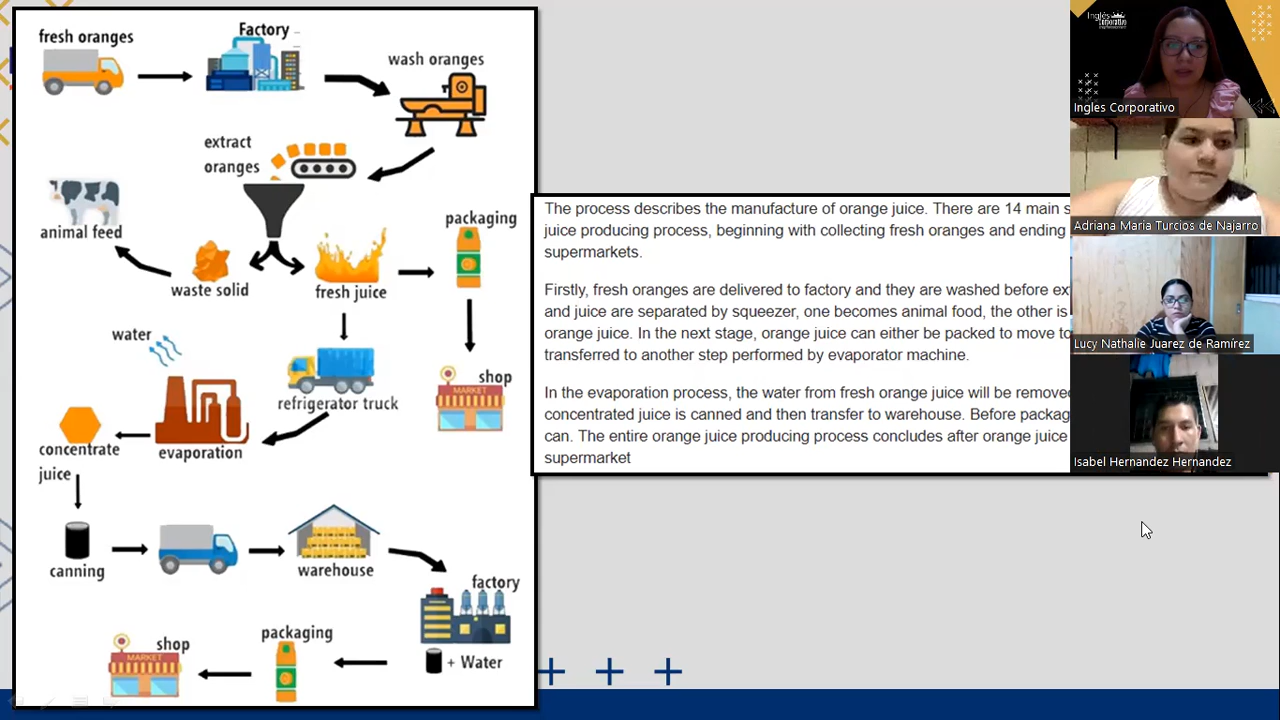 fresh oranges
Factory
wash oranges
extract
oranges
animal feed
waste solid
fresh juice
packaging
water
refrigerator truck
MARKET
shop
evaporation
concentrate
juice
canning
warehouse
factory
+ Water
packaging
shop
MARKET
The process describes the manufacture of orange juice. There are 14 main
juice producing process, beginning with collecting fresh oranges and ending
supermarkets.
Firstly, fresh oranges are delivered to factory and they are washed before
and juice are separated by squeezer, one becomes animal food, the other is
orange juice. In the next stage, orange juice can either be packed to move
transferred to another step performed by evaporator machine.
In the evaporation process, the water from fresh orange juice will be
concentrated juice is canned and then transfer to warehouse. Before
can. The entire orange juice producing process concludes after orange juice
supermarket
Inglés
Corporativo
Ingles Corporativo
Adriana Maria Turcios de Najarro
Lucy Nathalie Juarez de Ramírez
Isabel Hernandez Hernandez